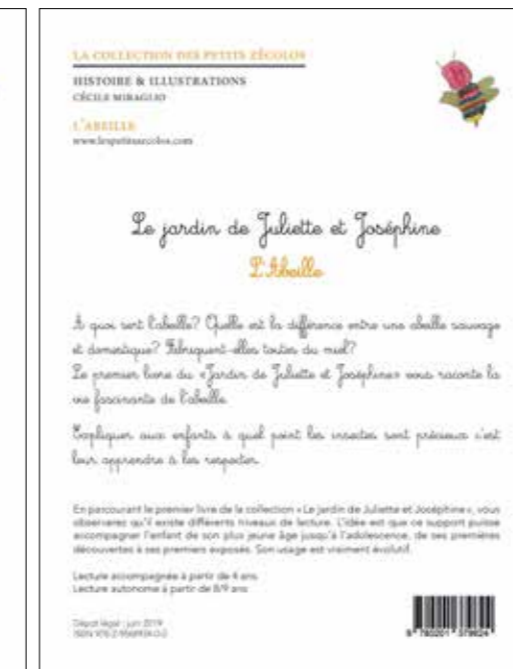 LA COLLECTION DES PETITS ZÉCOLOS
HISTOIRE & ILLUSTRATIONS
CÉCILE MIRAGLIO
L'ABEILLE
www.lespetitszecolos.com
Le jardin de Juliette et Joséphine
L'Abeille
À quoi sert l'abeille? Quelle est la différence entre une abeille sauvage
et domestique? Fabriquent-elles toutes du miel?
Le premier livre du «Jardin de Juliette et Joséphine» vous raconte la
vie fascinante de l'abeille.
Expliquer aux enfants à quel point les insectes sont précieux c'est
leur apprendre à les respecter.
En parcourant le premier livre de la collection «Le jardin de Juliette et Joséphine», vous
observerez qu'il existe différents niveaux de lecture. L'idée est que ce support puisse
accompagner l'enfant de son plus jeune âge jusqu'à l'adolescence, de ses premières
découvertes à ses premiers exposés. Son usage est vraiment évolutif.
Lecture accompagnée à partir de 4 ans
Lecture autonome à partir de 8/9 ans
Dépôt légal : juin 2019
ISBN
9 780201 379624